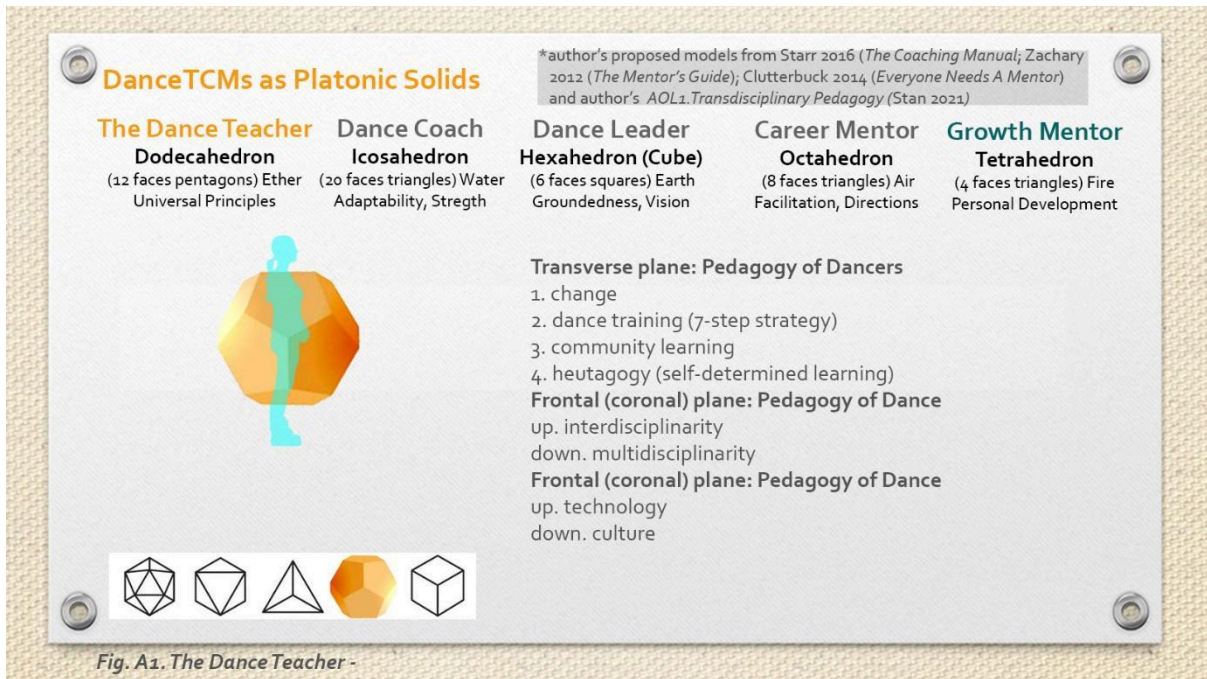 DanceTCMs as Platonic Solids
*author's proposed models from Starr 2016 (The Coaching Manual; Zachary
2012 (The Mentor's Guide); Clutterbuck 2014 (Everyone Needs A Mentor)
and author's AOL1.Transdisciplinary Pedagogy (Stan 2021)
The Dance Teacher
Dodecahedron
(12 faces pentagons) Ether
Universal Principles
Dance Coach
Icosahedron
(20 faces triangles) Water
Adaptability, Stregth
Dance Leader
Hexahedron (Cube)
(6 faces squares) Earth
Groundedness, Vision
Career Mentor
Octahedron
(8 faces triangles) Air
Facilitation, Directions
Growth Mentor
Tetrahedron
(4 faces triangles) Fire
Personal Development
Transverse plane: Pedagogy of Dancers
1. change
2. dance training (7-step strategy)
3. community learning
4. heutagogy (self-determined learning)
Frontal (coronal) plane: Pedagogy of Dance
up. interdisciplinarity
down. multidisciplinarity
Frontal (coronal) plane: Pedagogy of Dance
up. technology
down. culture
Fig. A1. The Dance Teacher -